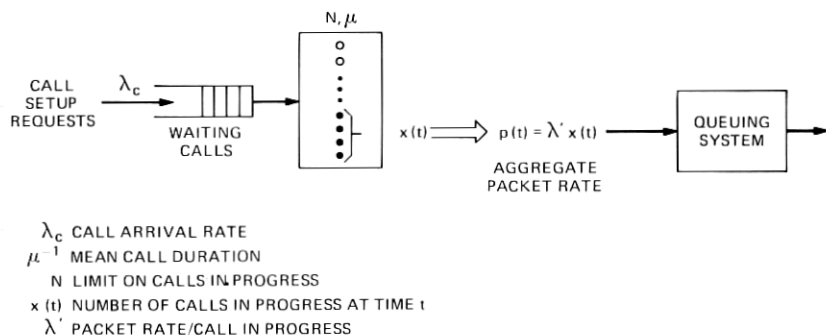 N, μ
CALL
SETUP
REQUESTS
λc
WAITING
CALLS
x(t)
p(t) = λ′ x(t)
AGGREGATE
PACKET RATE
QUEUING
SYSTEM
λc CALL ARRIVAL RATE
μ⁻¹ MEAN CALL DURATION
N LIMIT ON CALLS IN PROGRESS
x(t) NUMBER OF CALLS IN PROGRESS AT TIME t
λ′ PACKET RATE/CALL IN PROGRESS